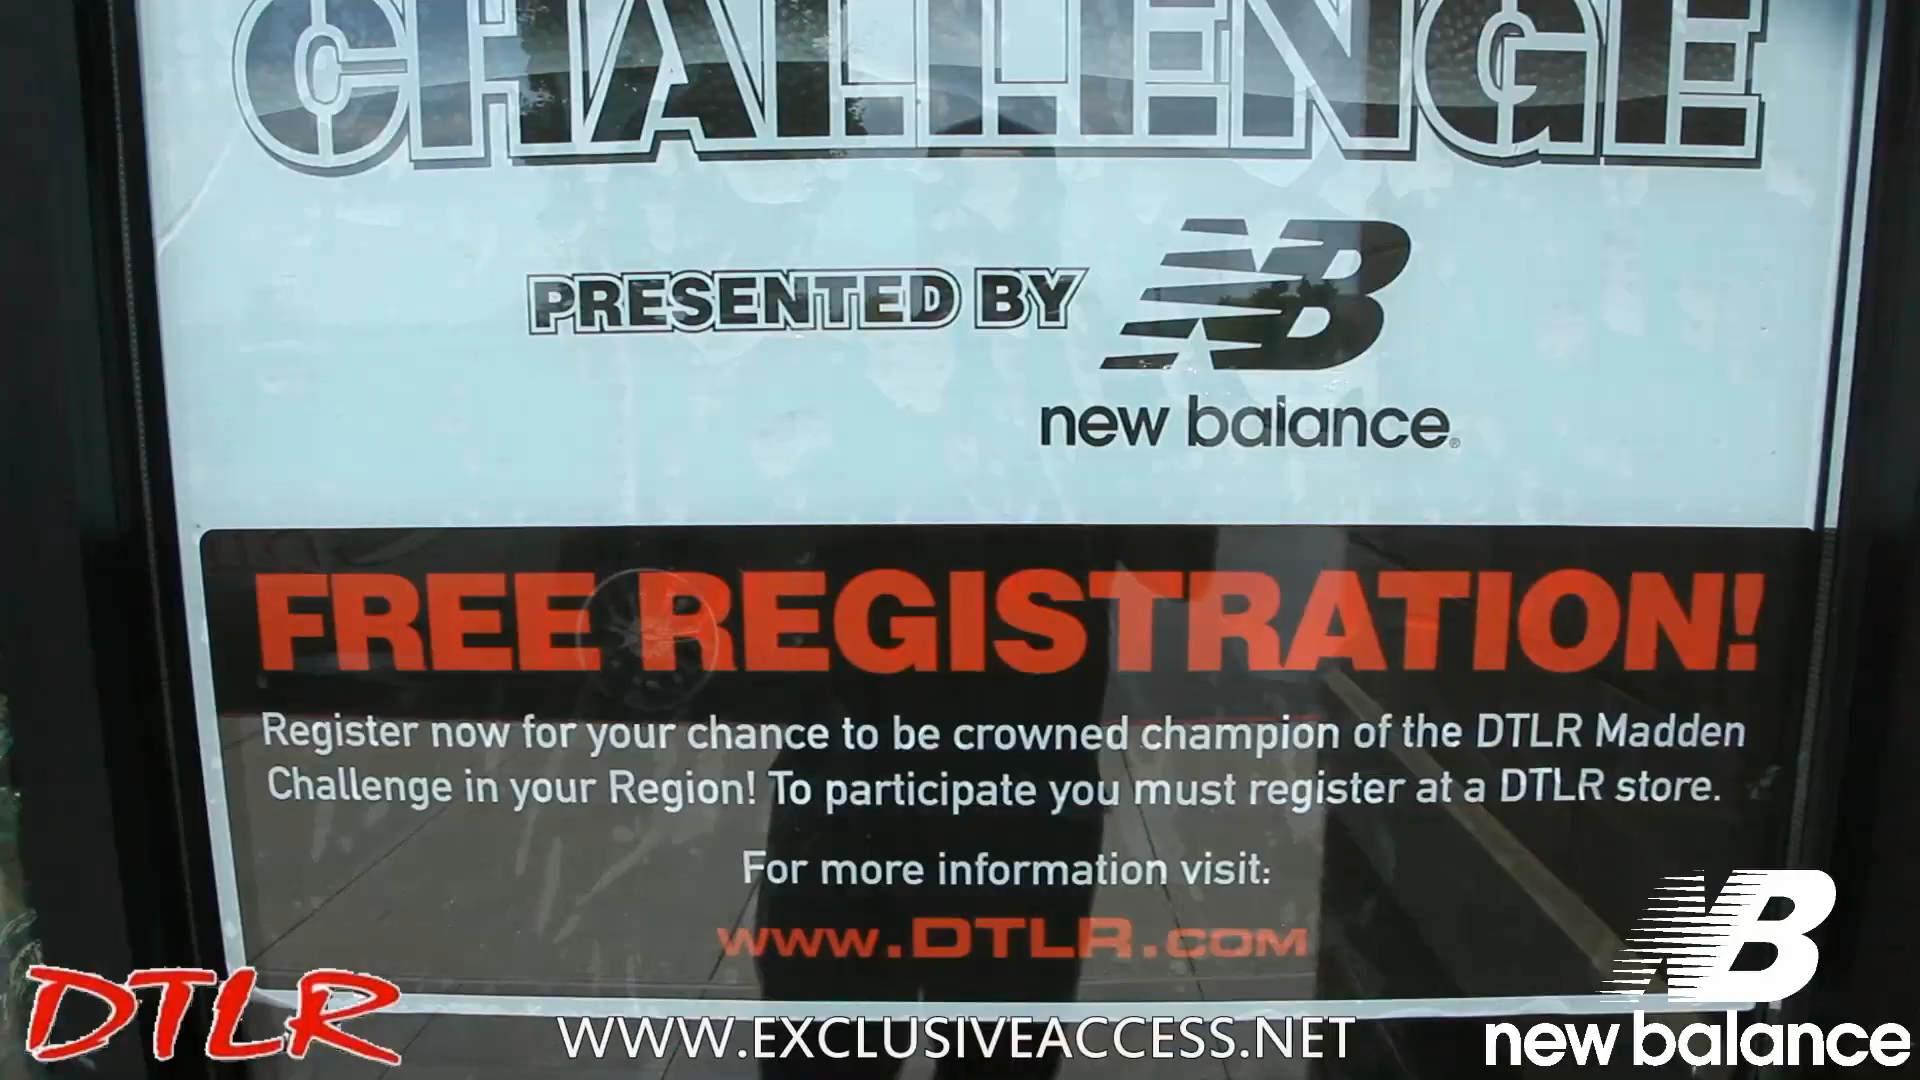 CHALLENGE
PRESENTED BY NB
new balance
FREE REGISTRATION!
Register now for your chance to be crowned champion of the DTLR Madden
Challenge in your Region! To participate you must register at a DTLR store.
For more information visit:
www.DTLR.com
DTLR
WWW.EXCLUSIVEACCESS.NET
NB
new balance